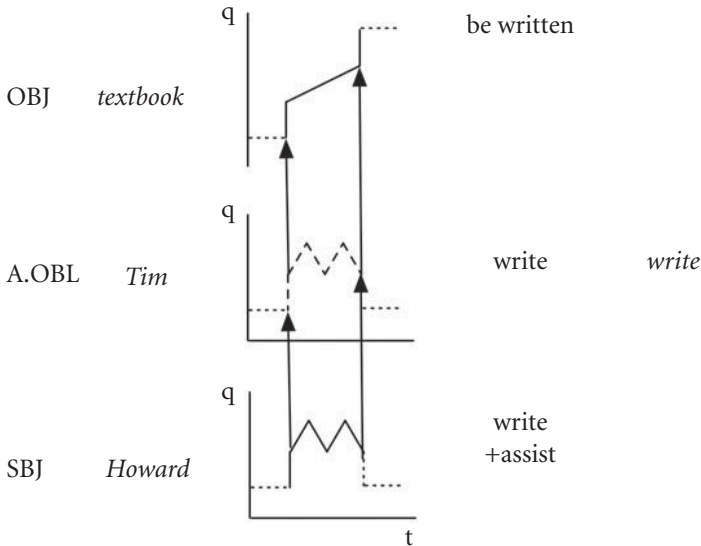 q
be written
OBJ textbook
q
A.OBL Tim write write
q
write
+assist
SBJ Howard
t